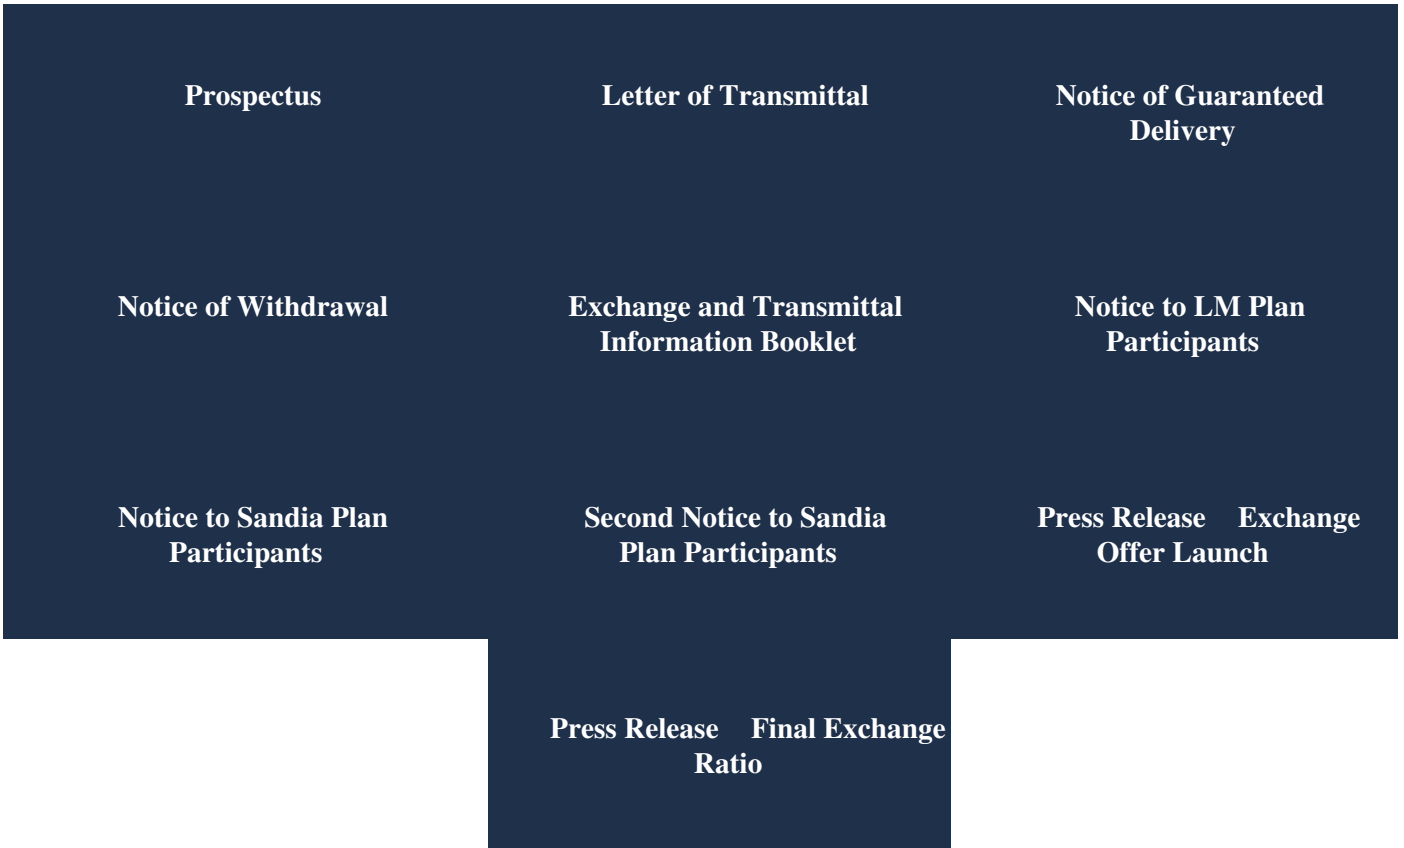 Prospectus
Letter of Transmittal
Notice of Guaranteed
Delivery
Notice of Withdrawal
Exchange and Transmittal
Information Booklet
Notice to LM Plan
Participants
Notice to Sandia Plan
Participants
Second Notice to Sandia
Plan Participants
Press Release    Exchange
Offer Launch
Press Release    Final Exchange
Ratio